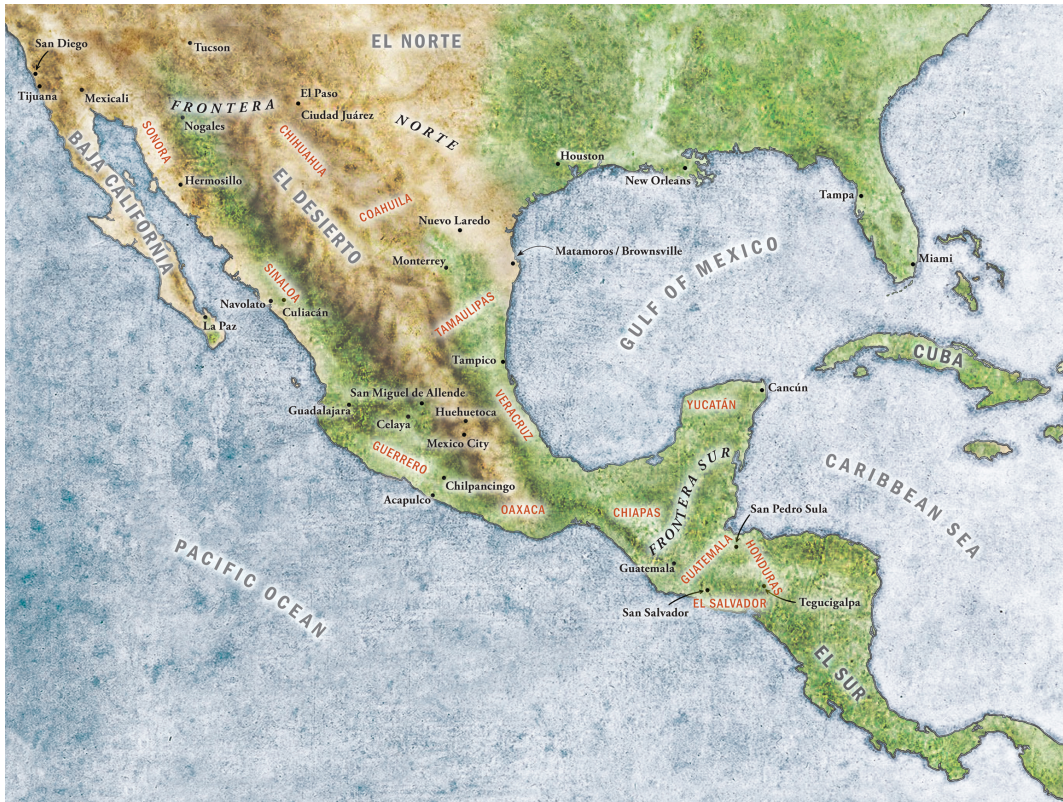 EL NORTE
San Diego
Tucson
Tijuana
Mexicali
El Paso
Ciudad Juárez
FRONTERA
NORTE
Nogales
SONORA
CHIHUAHUA
BAJA CALIFORNIA
Houston
New Orleans
Tampa
Hermosillo
EL DESIERTO
COAHUILA
Nuevo Laredo
Monterrey
Matamoros / Brownsville
GULF OF MEXICO
Miami
SINALOA
Navolato
Culiacán
La Paz
TAMAULIPAS
Tampico
CUBA
Cancún
San Miguel de Allende
Guadalajara
Celaya
Huehuetoca
Mexico City
VERACRUZ
YUCATÁN
GUERRERO
Chilpancingo
Acapulco
OAXACA
CHIAPAS
FRONTERA SUR
CARIBBEAN SEA
San Pedro Sula
PACIFIC OCEAN
Guatemala
GUATEMALA
HONDURAS
San Salvador
EL SALVADOR
Tegucigalpa
EL SUR